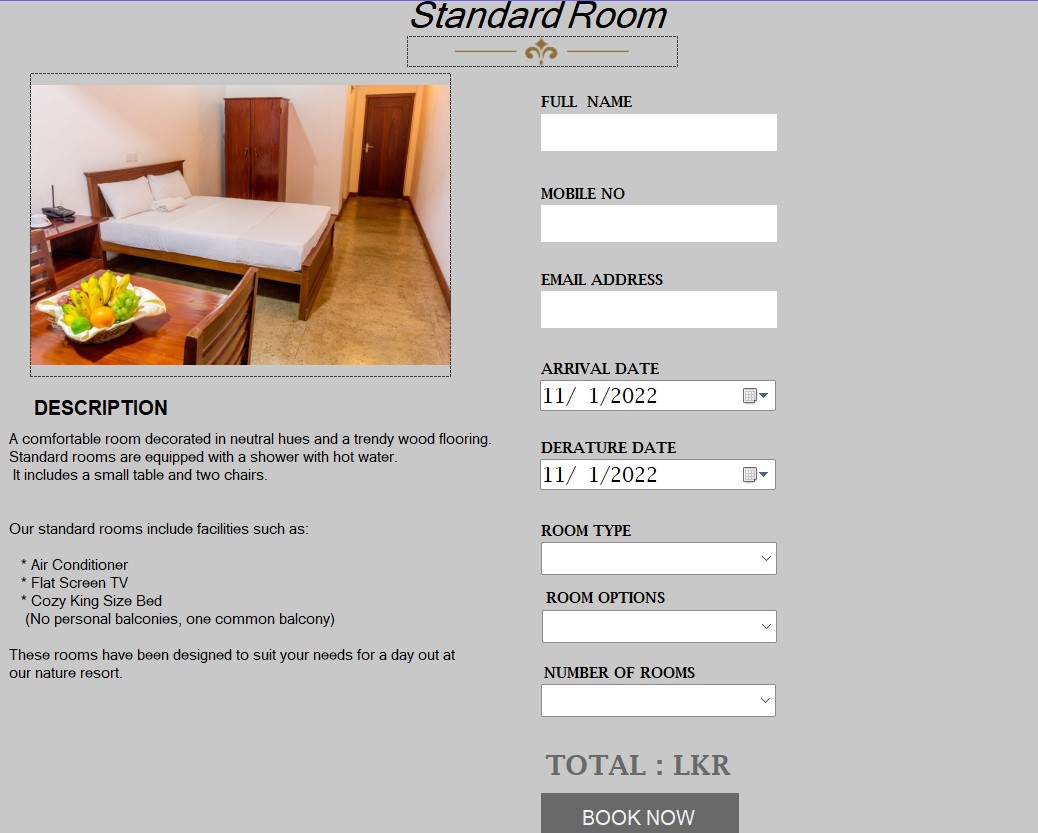 Standard Room
FULL NAME
MOBILE NO
EMAIL ADDRESS
ARRIVAL DATE
11/ 1/2022
DERATURE DATE
11/ 1/2022
ROOM TYPE
ROOM OPTIONS
NUMBER OF ROOMS
TOTAL : LKR
BOOK NOW
DESCRIPTION
A comfortable room decorated in neutral hues and a trendy wood flooring.
Standard rooms are equipped with a shower with hot water.
It includes a small table and two chairs.
Our standard rooms include facilities such as:
* Air Conditioner
* Flat Screen TV
* Cozy King Size Bed
(No personal balconies, one common balcony)
These rooms have been designed to suit your needs for a day out at
our nature resort.